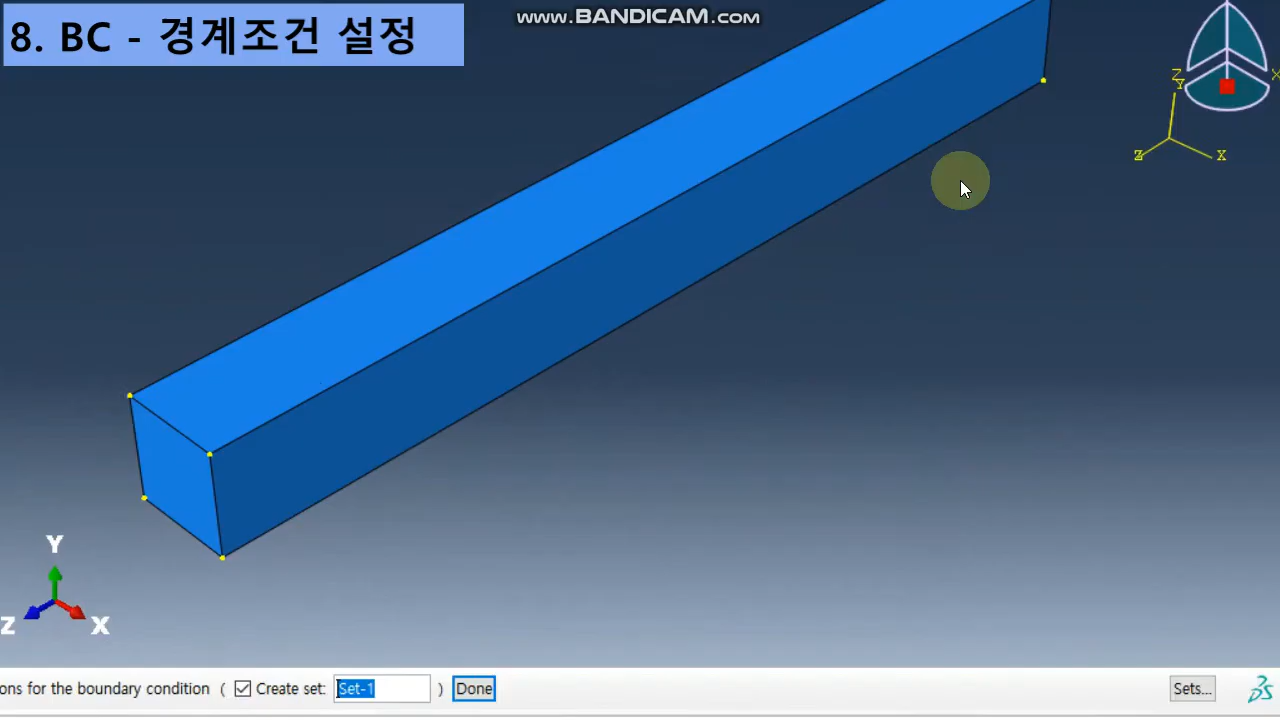 8. BC - 경계조건 설정
www.BANDICAM.com
Z
Y
X
Z
X
Y
Z
X
ons for the boundary condition ( Create set: Set-1 ) Done
Sets...